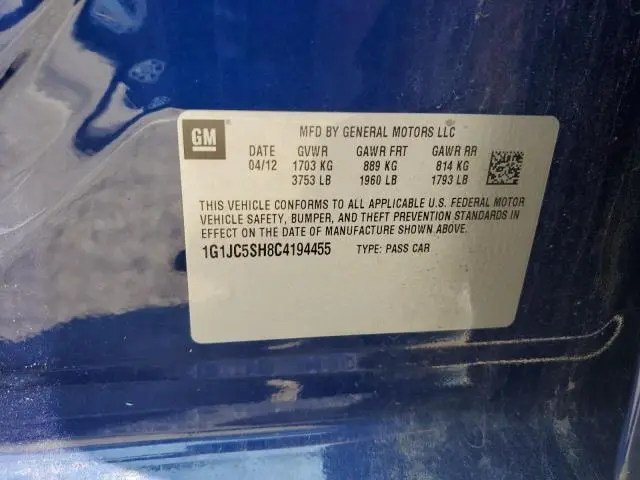 GM
MFD BY GENERAL MOTORS LLC
DATE GVWR GAWR FRT GAWR RR
04/12 1703 KG 889 KG 814 KG
3753 LB 1960 LB 1793 LB
THIS VEHICLE CONFORMS TO ALL APPLICABLE U.S. FEDERAL MOTOR
VEHICLE SAFETY, BUMPER, AND THEFT PREVENTION STANDARDS IN
EFFECT ON THE DATE OF MANUFACTURE SHOWN ABOVE.
1G1JC5SH8C4194455 TYPE: PASS CAR